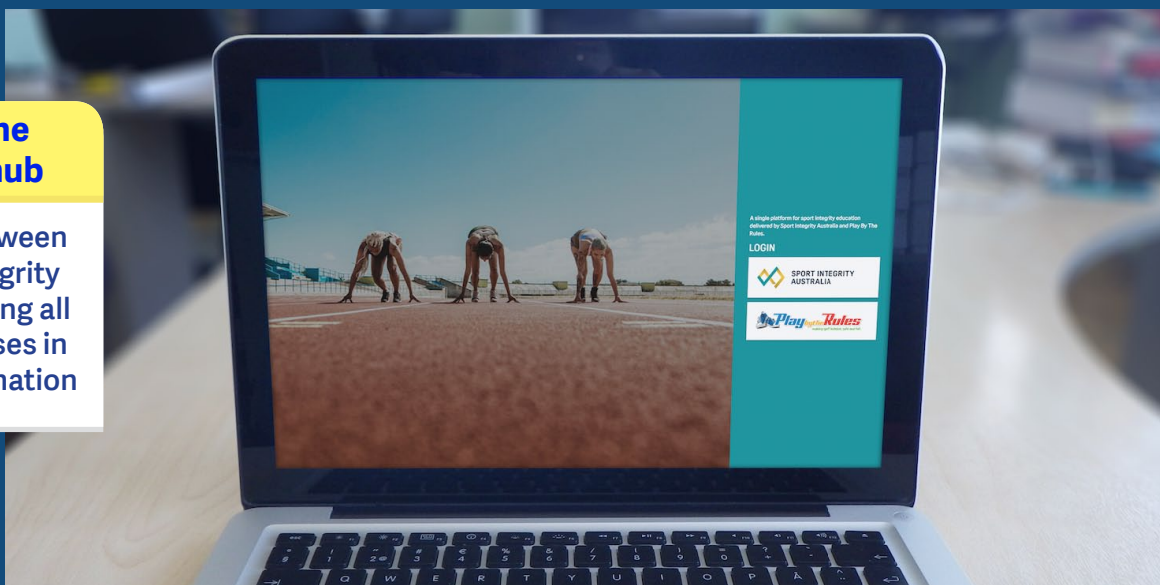 ne
hub
ween
grity
ng all
ses in
nation
A single platform for sport integrity education
delivered by Sport Integrity Australia and Play By The
Rules.
LOGIN
SPORT INTEGRITY
AUSTRALIA
Play by the Rules
Q W E R T Y U I O P Å